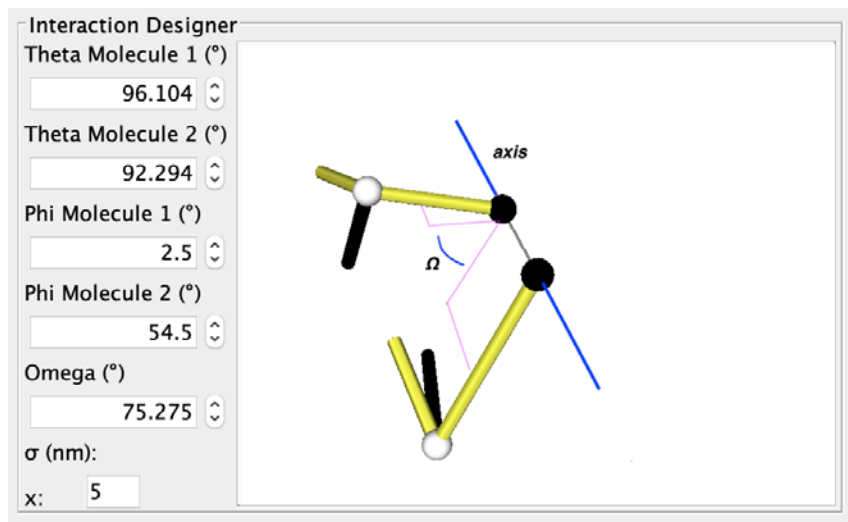 Interaction Designer
Theta Molecule 1 (°)
96.104
Theta Molecule 2 (°)
92.294
Phi Molecule 1 (°)
2.5
Phi Molecule 2 (°)
54.5
Omega (°)
75.275
σ (nm):
x: 5
axis
Ω